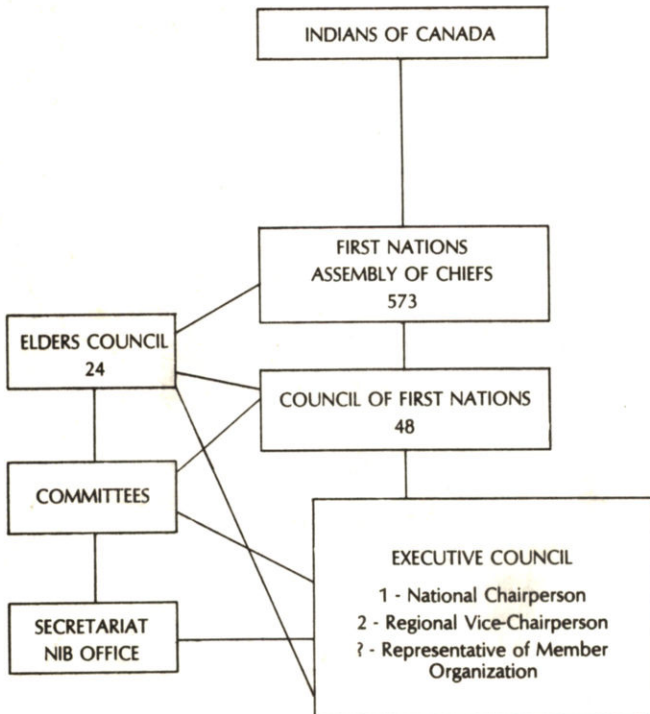 INDIANS OF CANADA
FIRST NATIONS
ASSEMBLY OF CHIEFS
573
ELDERS COUNCIL
24
COUNCIL OF FIRST NATIONS
48
COMMITTEES
EXECUTIVE COUNCIL
1 - National Chairperson
2 - Regional Vice-Chairperson
? - Representative of Member
Organization
SECRETARIAT
NIB OFFICE